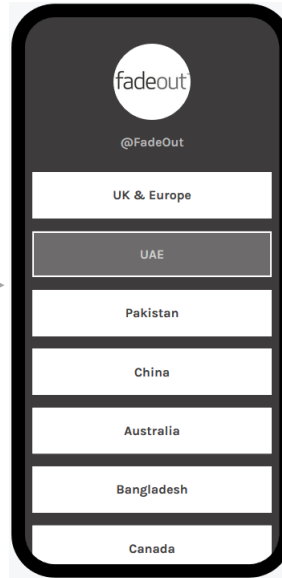 fadeout
@FadeOut
UK & Europe
UAE
Pakistan
China
Australia
Bangladesh
Canada